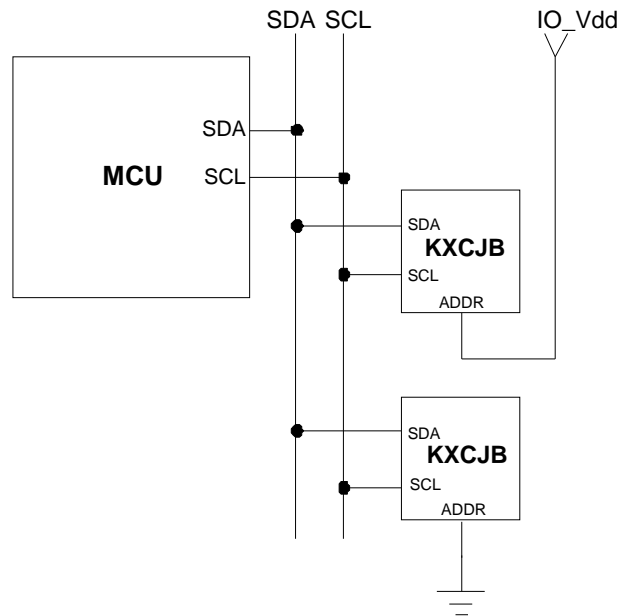 SDA SCL
IO_Vdd
SDA
MCU
SCL
SDA
KXCJB
SCL
ADDR
SDA
KXCJB
SCL
ADDR